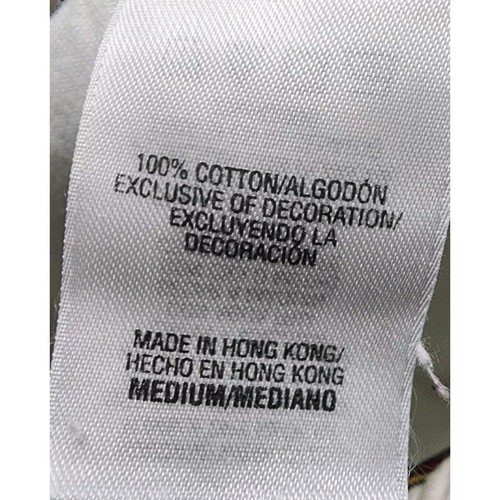 100% COTTON/ALGODÓN
EXCLUSIVE OF DECORATION/
EXCLUYENDO LA
DECORACIÓN
MADE IN HONG KONG/
HECHO EN HONG KONG
MEDIUM/MEDIANO